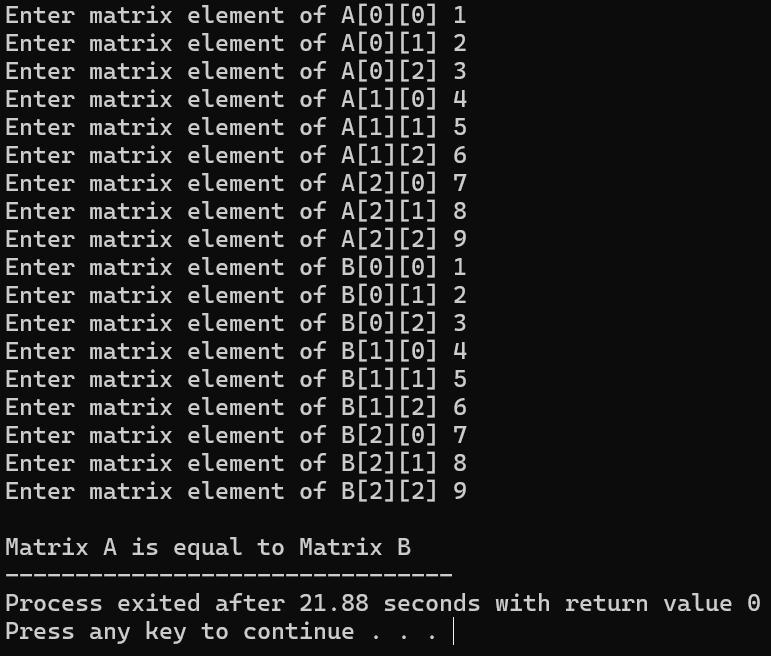 Enter matrix element of A[0][0] 1
Enter matrix element of A[0][1] 2
Enter matrix element of A[0][2] 3
Enter matrix element of A[1][0] 4
Enter matrix element of A[1][1] 5
Enter matrix element of A[1][2] 6
Enter matrix element of A[2][0] 7
Enter matrix element of A[2][1] 8
Enter matrix element of A[2][2] 9
Enter matrix element of B[0][0] 1
Enter matrix element of B[0][1] 2
Enter matrix element of B[0][2] 3
Enter matrix element of B[1][0] 4
Enter matrix element of B[1][1] 5
Enter matrix element of B[1][2] 6
Enter matrix element of B[2][0] 7
Enter matrix element of B[2][1] 8
Enter matrix element of B[2][2] 9

Matrix A is equal to Matrix B
--------------------------------
Process exited after 21.88 seconds with return value 0
Press any key to continue . . .